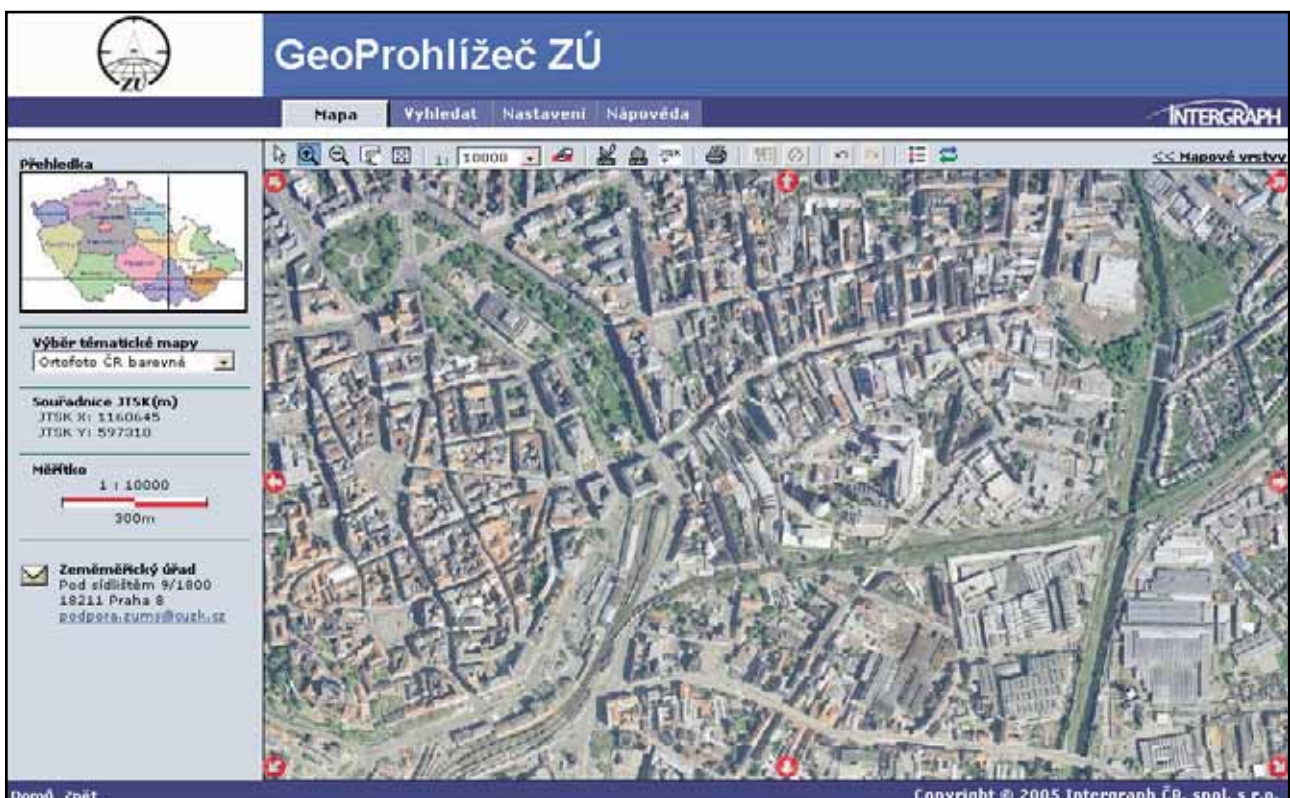 ZÚ
GeoProhlížeč ZÚ
Mapa Vyhledat Nastavení Nápověda
INTERGRAPH
Přehledka
1: 10000
<< Mapové vrstvy
Výběr tématické mapy
Ortofoto ČR barevné
Souřadnice JTSK(m)
JTSK X: 1160645
JTSK Y: 597310
Měřítko
1 : 10000
300m
Zeměměřický úřad
Pod sídlištěm 9/1800
18211 Praha 8
podpora.zums@cuzk.cz
Domů Zpět
Copyright © 2005 Intergraph ČR, spol. s r.o.